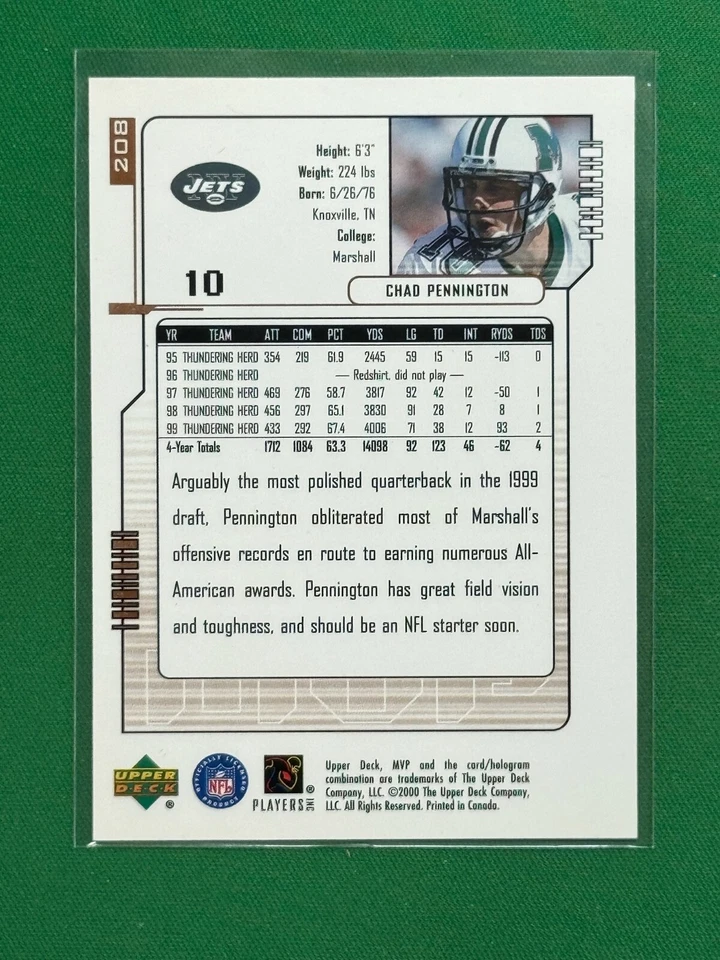 208
JETS
Height: 6'3"
Weight: 224 lbs
Born: 6/26/76
Knoxville, TN
College:
Marshall
10
M
CHAD PENNINGTON
YR TEAM ATT COM PCT YDS LG TD INT RYDS TDS
95 THUNDERING HERD 354 219 61.9 2445 59 15 15 -113 0
96 THUNDERING HERD — Redshirt, did not play —
97 THUNDERING HERD 469 276 58.7 3817 92 42 12 -50 1
98 THUNDERING HERD 456 297 65.1 3830 91 28 7 8 1
99 THUNDERING HERD 433 292 67.4 4006 71 38 12 93 2
4-Year Totals 1712 1084 63.3 14098 92 123 46 -62 4
Arguably the most polished quarterback in the 1999
draft, Pennington obliterated most of Marshall's
offensive records en route to earning numerous All-
American awards. Pennington has great field vision
and toughness, and should be an NFL starter soon.
MVP
UPPER
DECK
®
OFFICIALLY LICENSED
NFL
PRODUCT
PLAYERS INC
®
Upper Deck, MVP and the card/hologram
combination are trademarks of The Upper Deck
Company, LLC. ©2000 The Upper Deck Company,
LLC. All Rights Reserved. Printed in Canada.